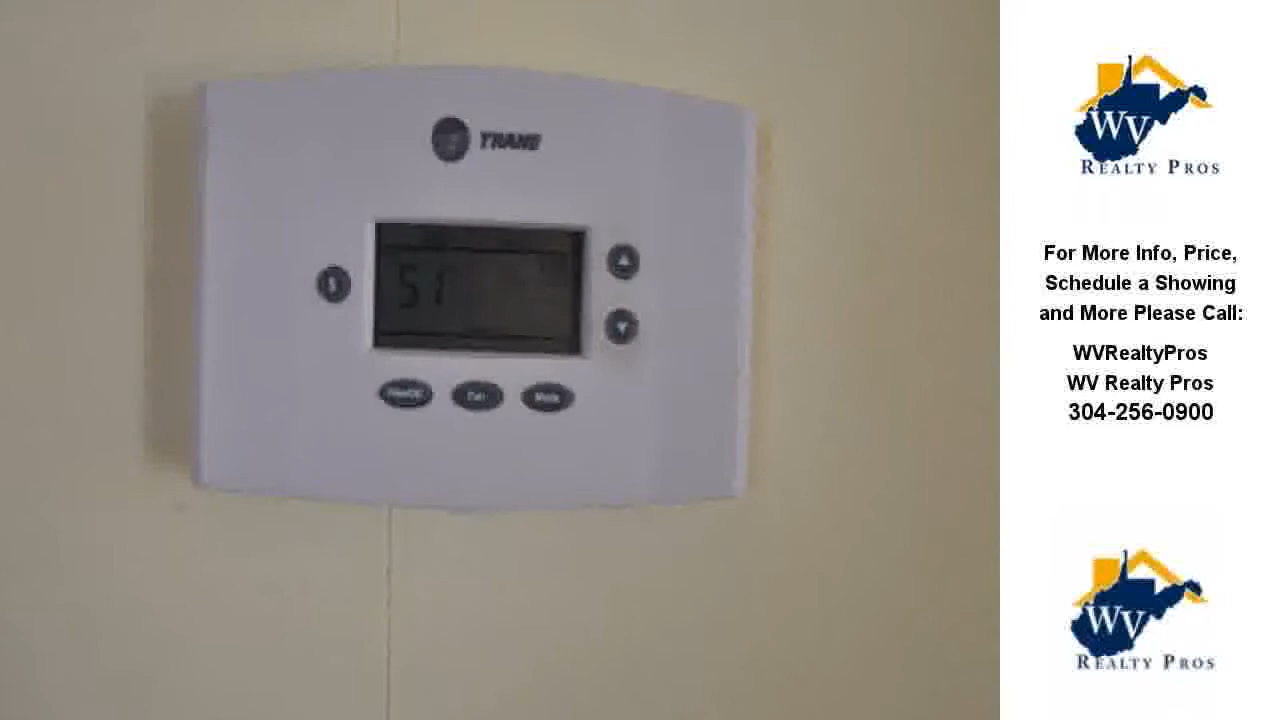 TRANE
51
WV
REALTY PROS
For More Info, Price,
Schedule a Showing
and More Please Call:
WVRealtyPros
WV Realty Pros
304-256-0900
WV
REALTY PROS